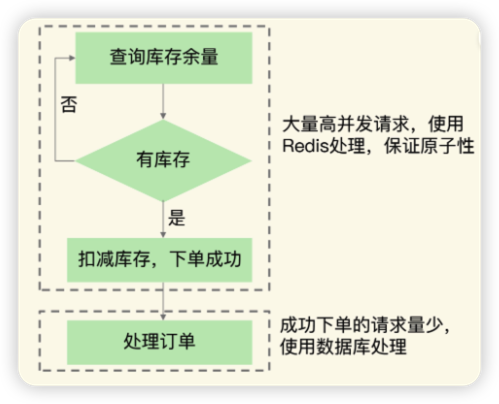 查询库存余量
否
有库存
是
扣减库存，下单成功
处理订单
大量高并发请求，使用
Redis处理，保证原子性
成功下单的请求量少，
使用数据库处理